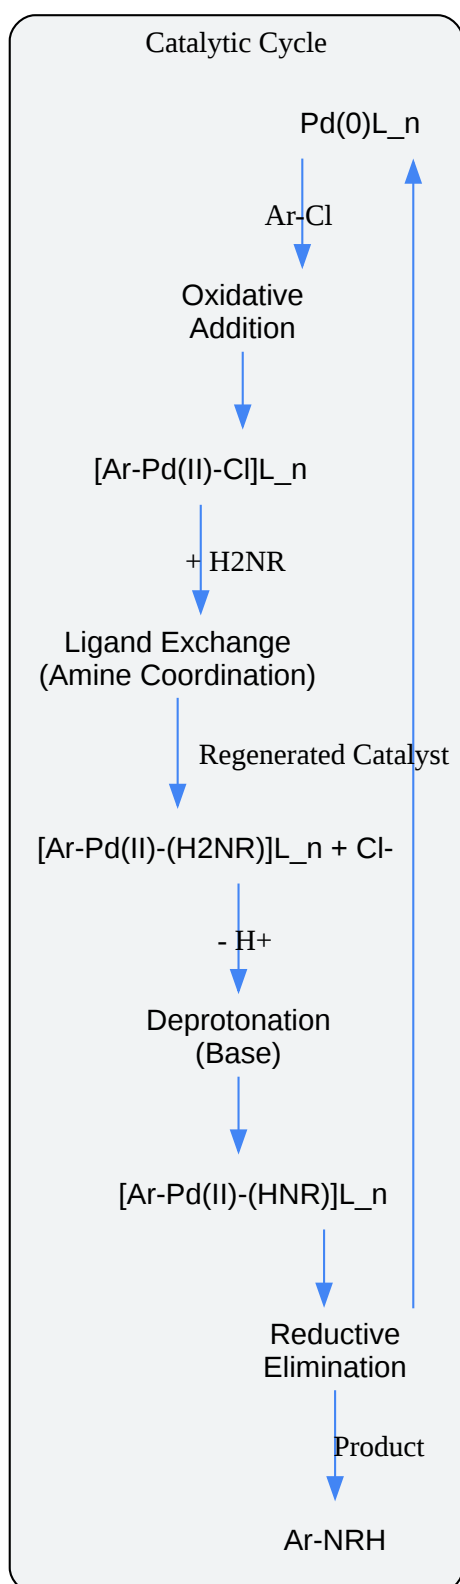 Catalytic Cycle
Pd(0)L_n
Ar-Cl
Oxidative
Addition
[Ar-Pd(II)-Cl]L_n
+ H2NR
Ligand Exchange
(Amine Coordination)
Regenerated Catalyst
[Ar-Pd(II)-(H2NR)]L_n + Cl-
- H+
Deprotonation
(Base)
[Ar-Pd(II)-(HNR)]L_n
Reductive
Elimination
Product
Ar-NRH